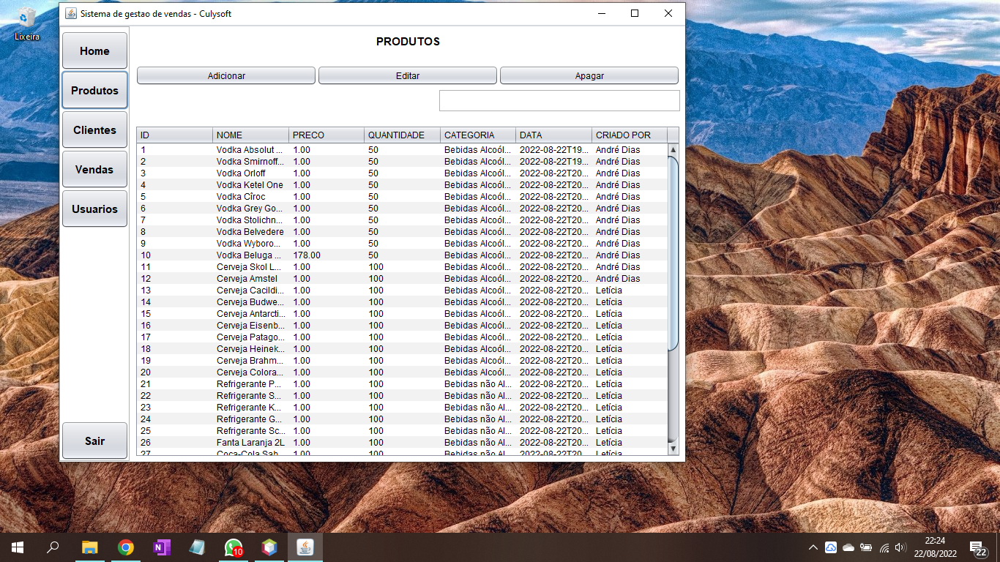 Lixeira
Sistema de gestao de vendas - Culysoft
Home
Produtos
Clientes
Vendas
Usuarios
Sair
PRODUTOS
Adicionar Editar Apagar
ID NOME PRECO QUANTIDADE CATEGORIA DATA CRIADO POR
1 Vodka Absolut ... 1.00 50 Bebidas Alcoól... 2022-08-22T19... André Dias
2 Vodka Smirnoff... 1.00 50 Bebidas Alcoól... 2022-08-22T19... André Dias
3 Vodka Orloff 1.00 50 Bebidas Alcoól... 2022-08-22T20... André Dias
4 Vodka Ketel One 1.00 50 Bebidas Alcoól... 2022-08-22T20... André Dias
5 Vodka Cîroc 1.00 50 Bebidas Alcoól... 2022-08-22T20... André Dias
6 Vodka Grey Go... 1.00 50 Bebidas Alcoól... 2022-08-22T20... André Dias
7 Vodka Stolichn... 1.00 50 Bebidas Alcoól... 2022-08-22T20... André Dias
8 Vodka Belvedere 1.00 50 Bebidas Alcoól... 2022-08-22T20... André Dias
9 Vodka Wyboro... 1.00 50 Bebidas Alcoól... 2022-08-22T20... André Dias
10 Vodka Beluga ... 178.00 50 Bebidas Alcoól... 2022-08-22T20... André Dias
11 Cerveja Skol L... 1.00 100 Bebidas Alcoól... 2022-08-22T20... André Dias
12 Cerveja Amstel 1.00 100 Bebidas Alcoól... 2022-08-22T20... André Dias
13 Cerveja Cacildi... 1.00 100 Bebidas Alcoól... 2022-08-22T20... Letícia
14 Cerveja Budwe... 1.00 100 Bebidas Alcoól... 2022-08-22T20... Letícia
15 Cerveja Antarcti... 1.00 100 Bebidas Alcoól... 2022-08-22T20... Letícia
16 Cerveja Eisenb... 1.00 100 Bebidas Alcoól... 2022-08-22T20... Letícia
17 Cerveja Patago... 1.00 100 Bebidas Alcoól... 2022-08-22T20... Letícia
18 Cerveja Heinek... 1.00 100 Bebidas Alcoól... 2022-08-22T20... Letícia
19 Cerveja Brahm... 1.00 100 Bebidas Alcoól... 2022-08-22T20... Letícia
20 Cerveja Colora... 1.00 100 Bebidas Alcoól... 2022-08-22T20... Letícia
21 Refrigerante P... 1.00 100 Bebidas não Al... 2022-08-22T20... Letícia
22 Refrigerante S... 1.00 100 Bebidas não Al... 2022-08-22T20... Letícia
23 Refrigerante K... 1.00 100 Bebidas não Al... 2022-08-22T20... Letícia
24 Refrigerante G... 1.00 100 Bebidas não Al... 2022-08-22T20... Letícia
25 Refrigerante Sc... 1.00 100 Bebidas não Al... 2022-08-22T20... Letícia
26 Fanta Laranja 2L 1.00 100 Bebidas não Al... 2022-08-22T20... Letícia
27 Coca-Cola Sab... 1.00 100 Bebidas não Al... 2022-08-22T20... Letícia
N
10
22:24
22/08/2022
22